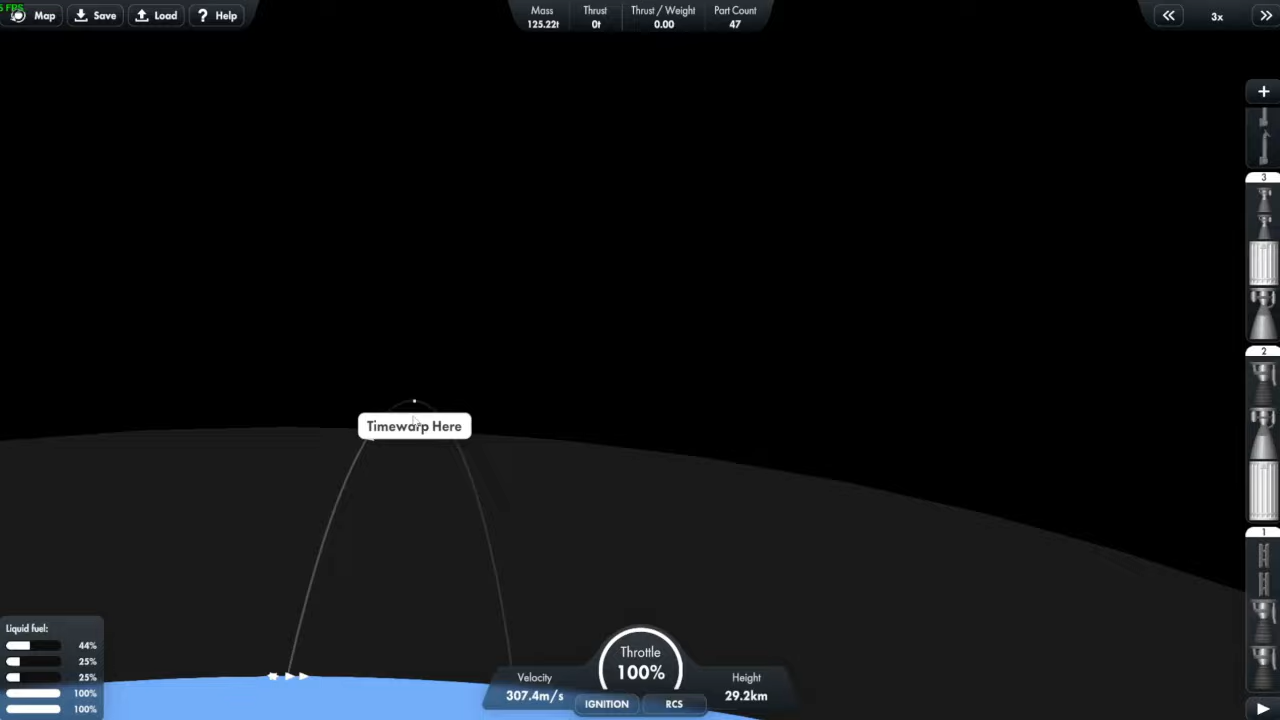 FPS
Map
Save
Load
Help
Mass
125.22t
Thrust
0t
Thrust / Weight
0.00
Part Count
47
3x
3
2
1
Timewarp Here
Liquid fuel:
44%
25%
25%
100%
100%
Velocity
307.4m/s
Throttle
100%
Height
29.2km
IGNITION
RCS